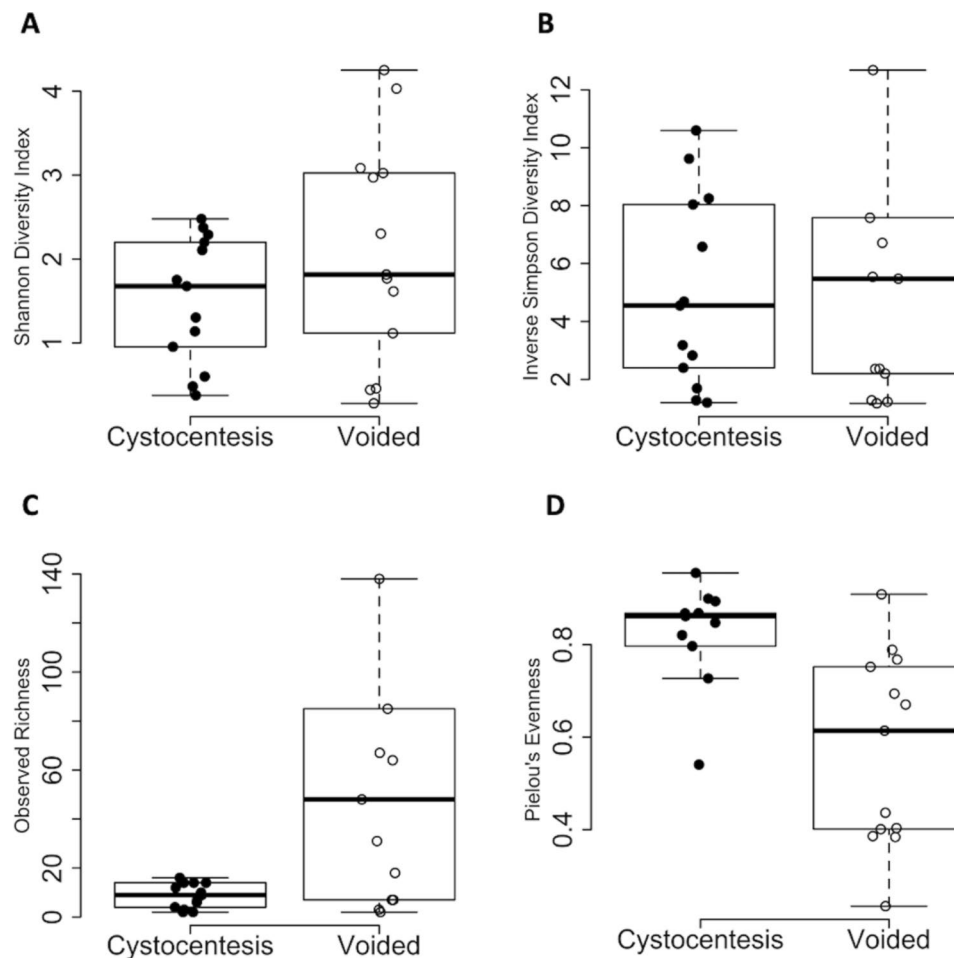 A
Shannon Diversity Index
4
3
2
1
Cystocentesis
Voided
B
Inverse Simpson Diversity Index
12
10
8
6
4
2
Cystocentesis
Voided
C
Observed Richness
140
100
60
20
0
Cystocentesis
Voided
D
Pielou's Evenness
0.8
0.6
0.4
Cystocentesis
Voided